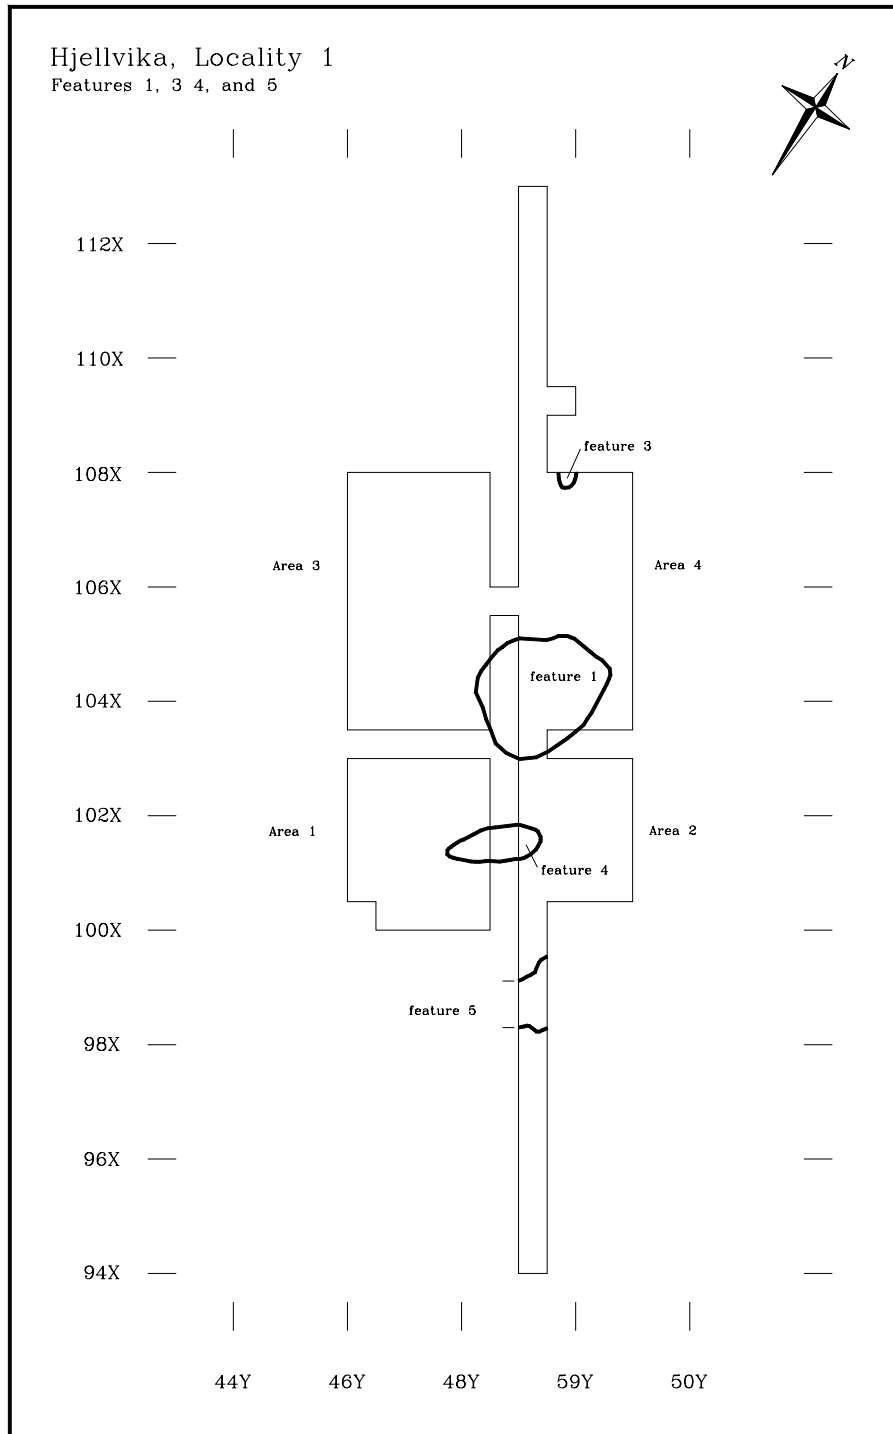 Hjellvika, Locality 1
Features 1, 3 4, and 5
N
112X
110X
feature 3
108X
Area 3
Area 4
106X
feature 1
104X
102X
Area 1
Area 2
feature 4
100X
feature 5
98X
96X
94X
44Y 46Y 48Y 59Y 50Y